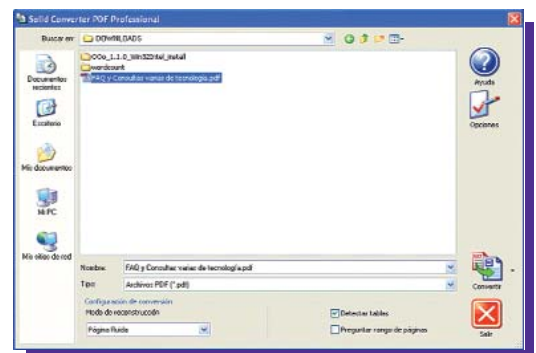 Solid Converter PDF Professional
Buscar en: DOWNLOADS
OOo_1.1.0_Win32Intel_install
wordcount
FAQ y Consultas varias de tecnología.pdf
Documentos recientes
Escritorio
Mis documentos
Mi PC
Mis sitios de red
Ayuda
Opciones
Nombre: FAQ y Consultas varias de tecnología.pdf
Tipo: Archivos PDF (*.pdf)
Convertir
Configuración de conversión
Modo de reconstrucción
Página fluida
Detectar tablas
Preguntar rango de páginas
Salir